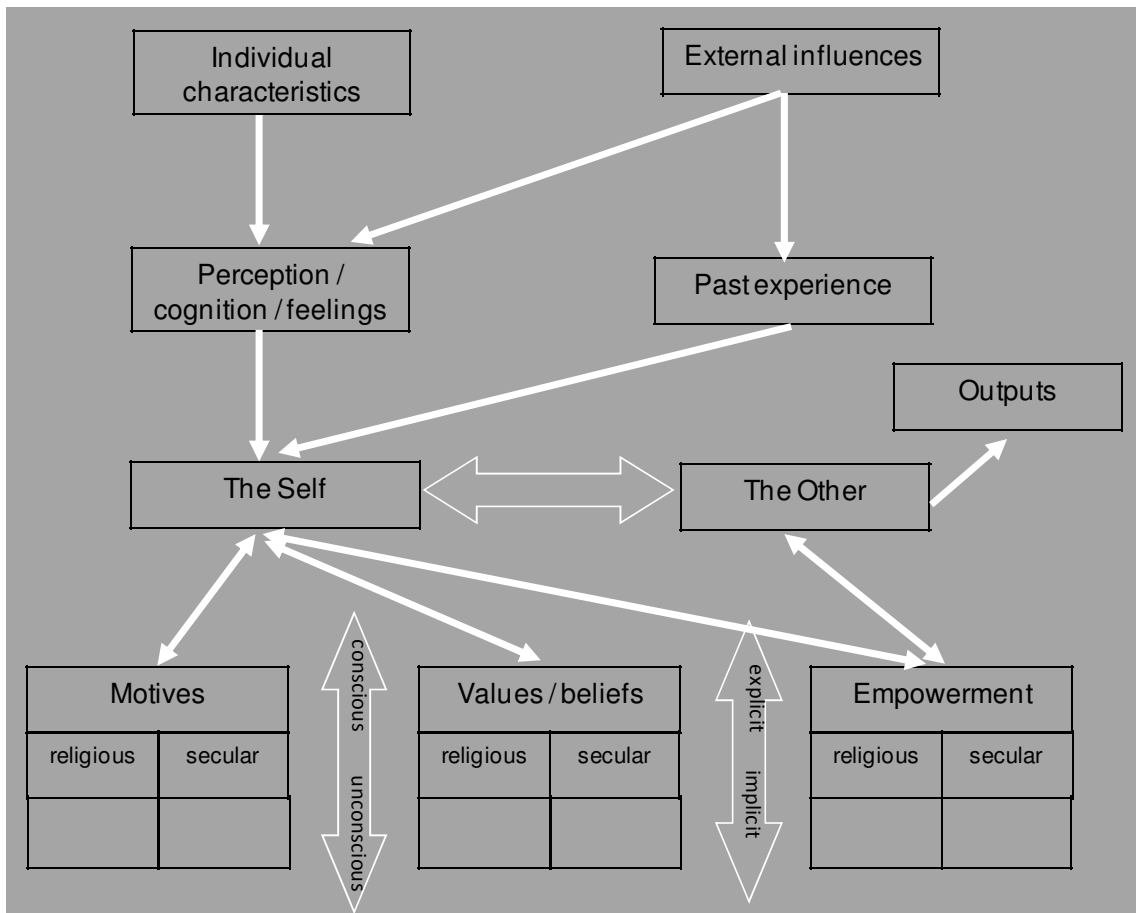 Individual
characteristics
External influences
Perception /
cognition / feelings
Past experience
Outputs
The Self
The Other
conscious
unconscious
explicit
implicit
Motives
religious
secular
Values / beliefs
religious
secular
Empowerment
religious
secular